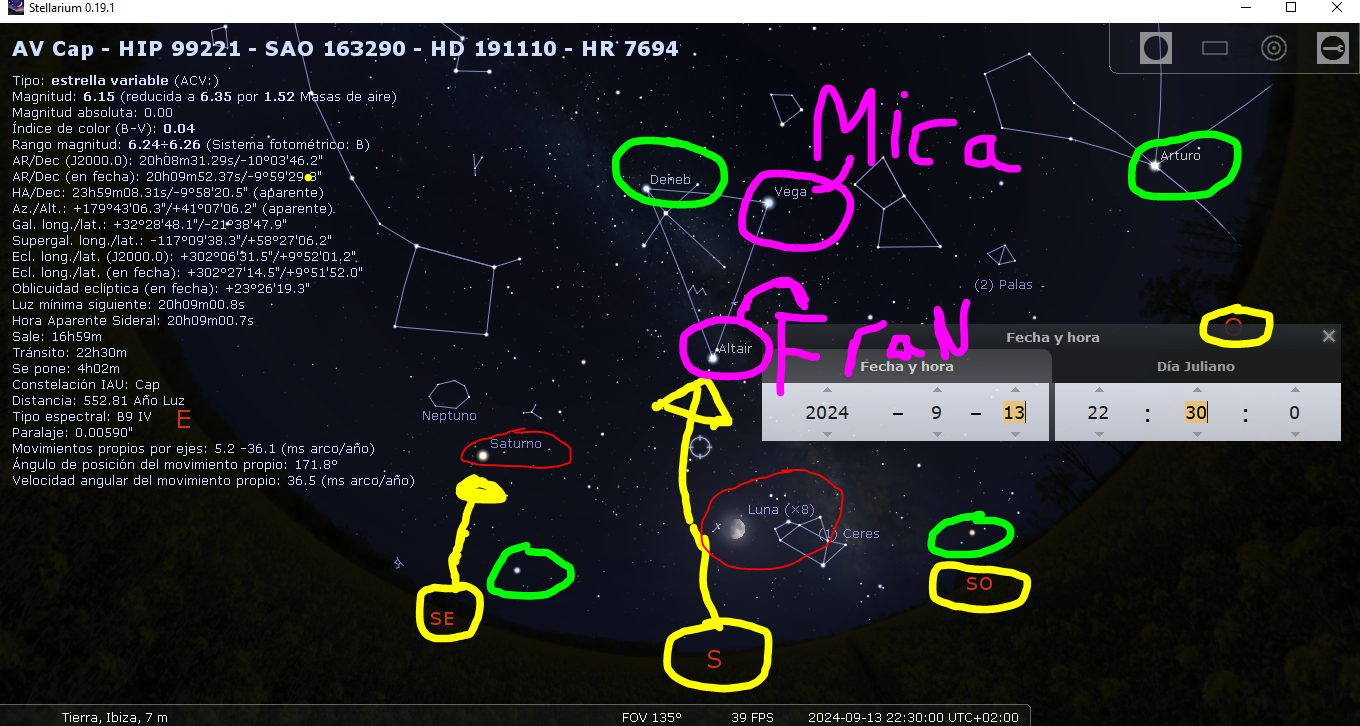 Stellarium 0.19.1
AV Cap - HIP 99221 - SAO 163290 - HD 191110 - HR 7694
Tipo: estrella variable (ACV:)
Magnitud: 6.15 (reducida a 6.35 por 1.52 Masas de aire)
Magnitud absoluta: 0.00
Índice de color (B-V): 0.04
Rango magnitud: 6.24÷6.26 (Sistema fotométrico: B)
AR/Dec (J2000.0): 20h08m31.29s/-10°03'46.2"
AR/Dec (en fecha): 20h09m52.37s/-9°59'29.3"
HA/Dec: 23h59m08.31s/-9°58'20.5" (aparente)
Az./Alt.: +179°43'06.3"/+41°07'06.2" (aparente)
Gal. long./lat.: +32°28'48.1"/-21°38'47.9"
Supergal. long./lat.: -117°09'38.3"/+58°27'06.2"
Ecl. long./lat. (J2000.0): +302°06'31.5"/+9°52'01.2"
Ecl. long./lat. (en fecha): +302°27'14.5"/+9°51'52.0"
Oblicuidad eclíptica (en fecha): +23°26'19.3"
Luz mínima siguiente: 20h09m00.8s
Hora Aparente Sideral: 20h09m00.7s
Sale: 16h59m
Tránsito: 22h30m
Se pone: 4h02m
Constelación IAU: Cap
Distancia: 552.81 Año Luz
Tipo espectral: B9 IV
Paralaje: 0.00590"
Movimientos propios por ejes: 5.2 -36.1 (ms arco/año)
Ángulo de posición del movimiento propio: 171.8°
Velocidad angular del movimiento propio: 36.5 (ms arco/año)
E
Mica
Deneb
Vega
Arturo
(2) Palas
FraN
Altair
O
Fecha y hora
Fecha y hora
Día Juliano
2024 - 9 - 13
22 : 30 : 0
Neptuno
Saturno
Luna (×8)
(1) Ceres
SE
S
SO
Tierra, Ibiza, 7 m
FOV 135°
39 FPS
2024-09-13 22:30:00 UTC+02:00